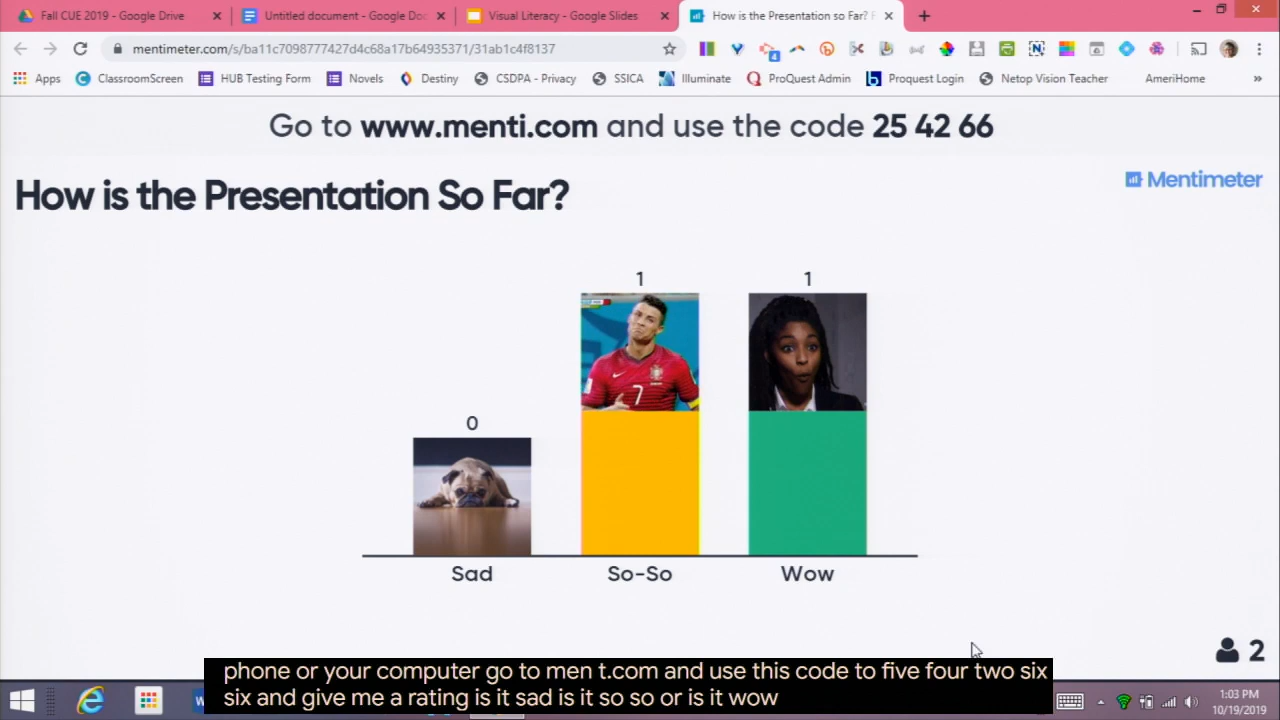 Fall CUE 2019 - Google Drive
Untitled document - Google Doc
Visual Literacy - Google Slides
How is the Presentation so Far?
mentimeter.com/s/ba11c7098777427d4c68a17b64935371/31ab1c4f8137
4
Apps
ClassroomScreen
HUB Testing Form
Novels
Destiny
CSDPA - Privacy
SSICA
Illuminate
ProQuest Admin
Proquest Login
Netop Vision Teacher
AmeriHome
Go to www.menti.com and use the code 25 42 66
How is the Presentation So Far?
Mentimeter
1
1
7
0
Sad
So-So
Wow
2
phone or your computer go to men t.com and use this code to five four two six
six and give me a rating is it sad is it so so or is it wow
1:03 PM
10/19/2019